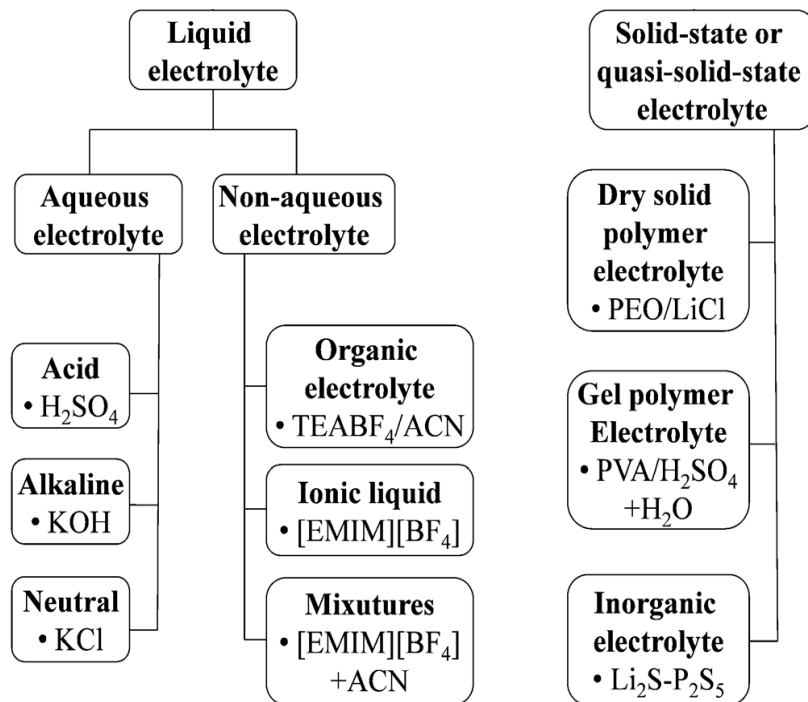 Liquid
electrolyte
Aqueous
electrolyte
Acid
• H₂SO₄
Alkaline
• KOH
Neutral
• KCl
Non-aqueous
electrolyte
Organic
electrolyte
• TEABF₄/ACN
Ionic liquid
• [EMIM][BF₄]
Mixutures
• [EMIM][BF₄]
+ACN
Solid-state or
quasi-solid-state
electrolyte
Dry solid
polymer
electrolyte
• PEO/LiCl
Gel polymer
Electrolyte
• PVA/H₂SO₄
+H₂O
Inorganic
electrolyte
• Li₂S-P₂S₅